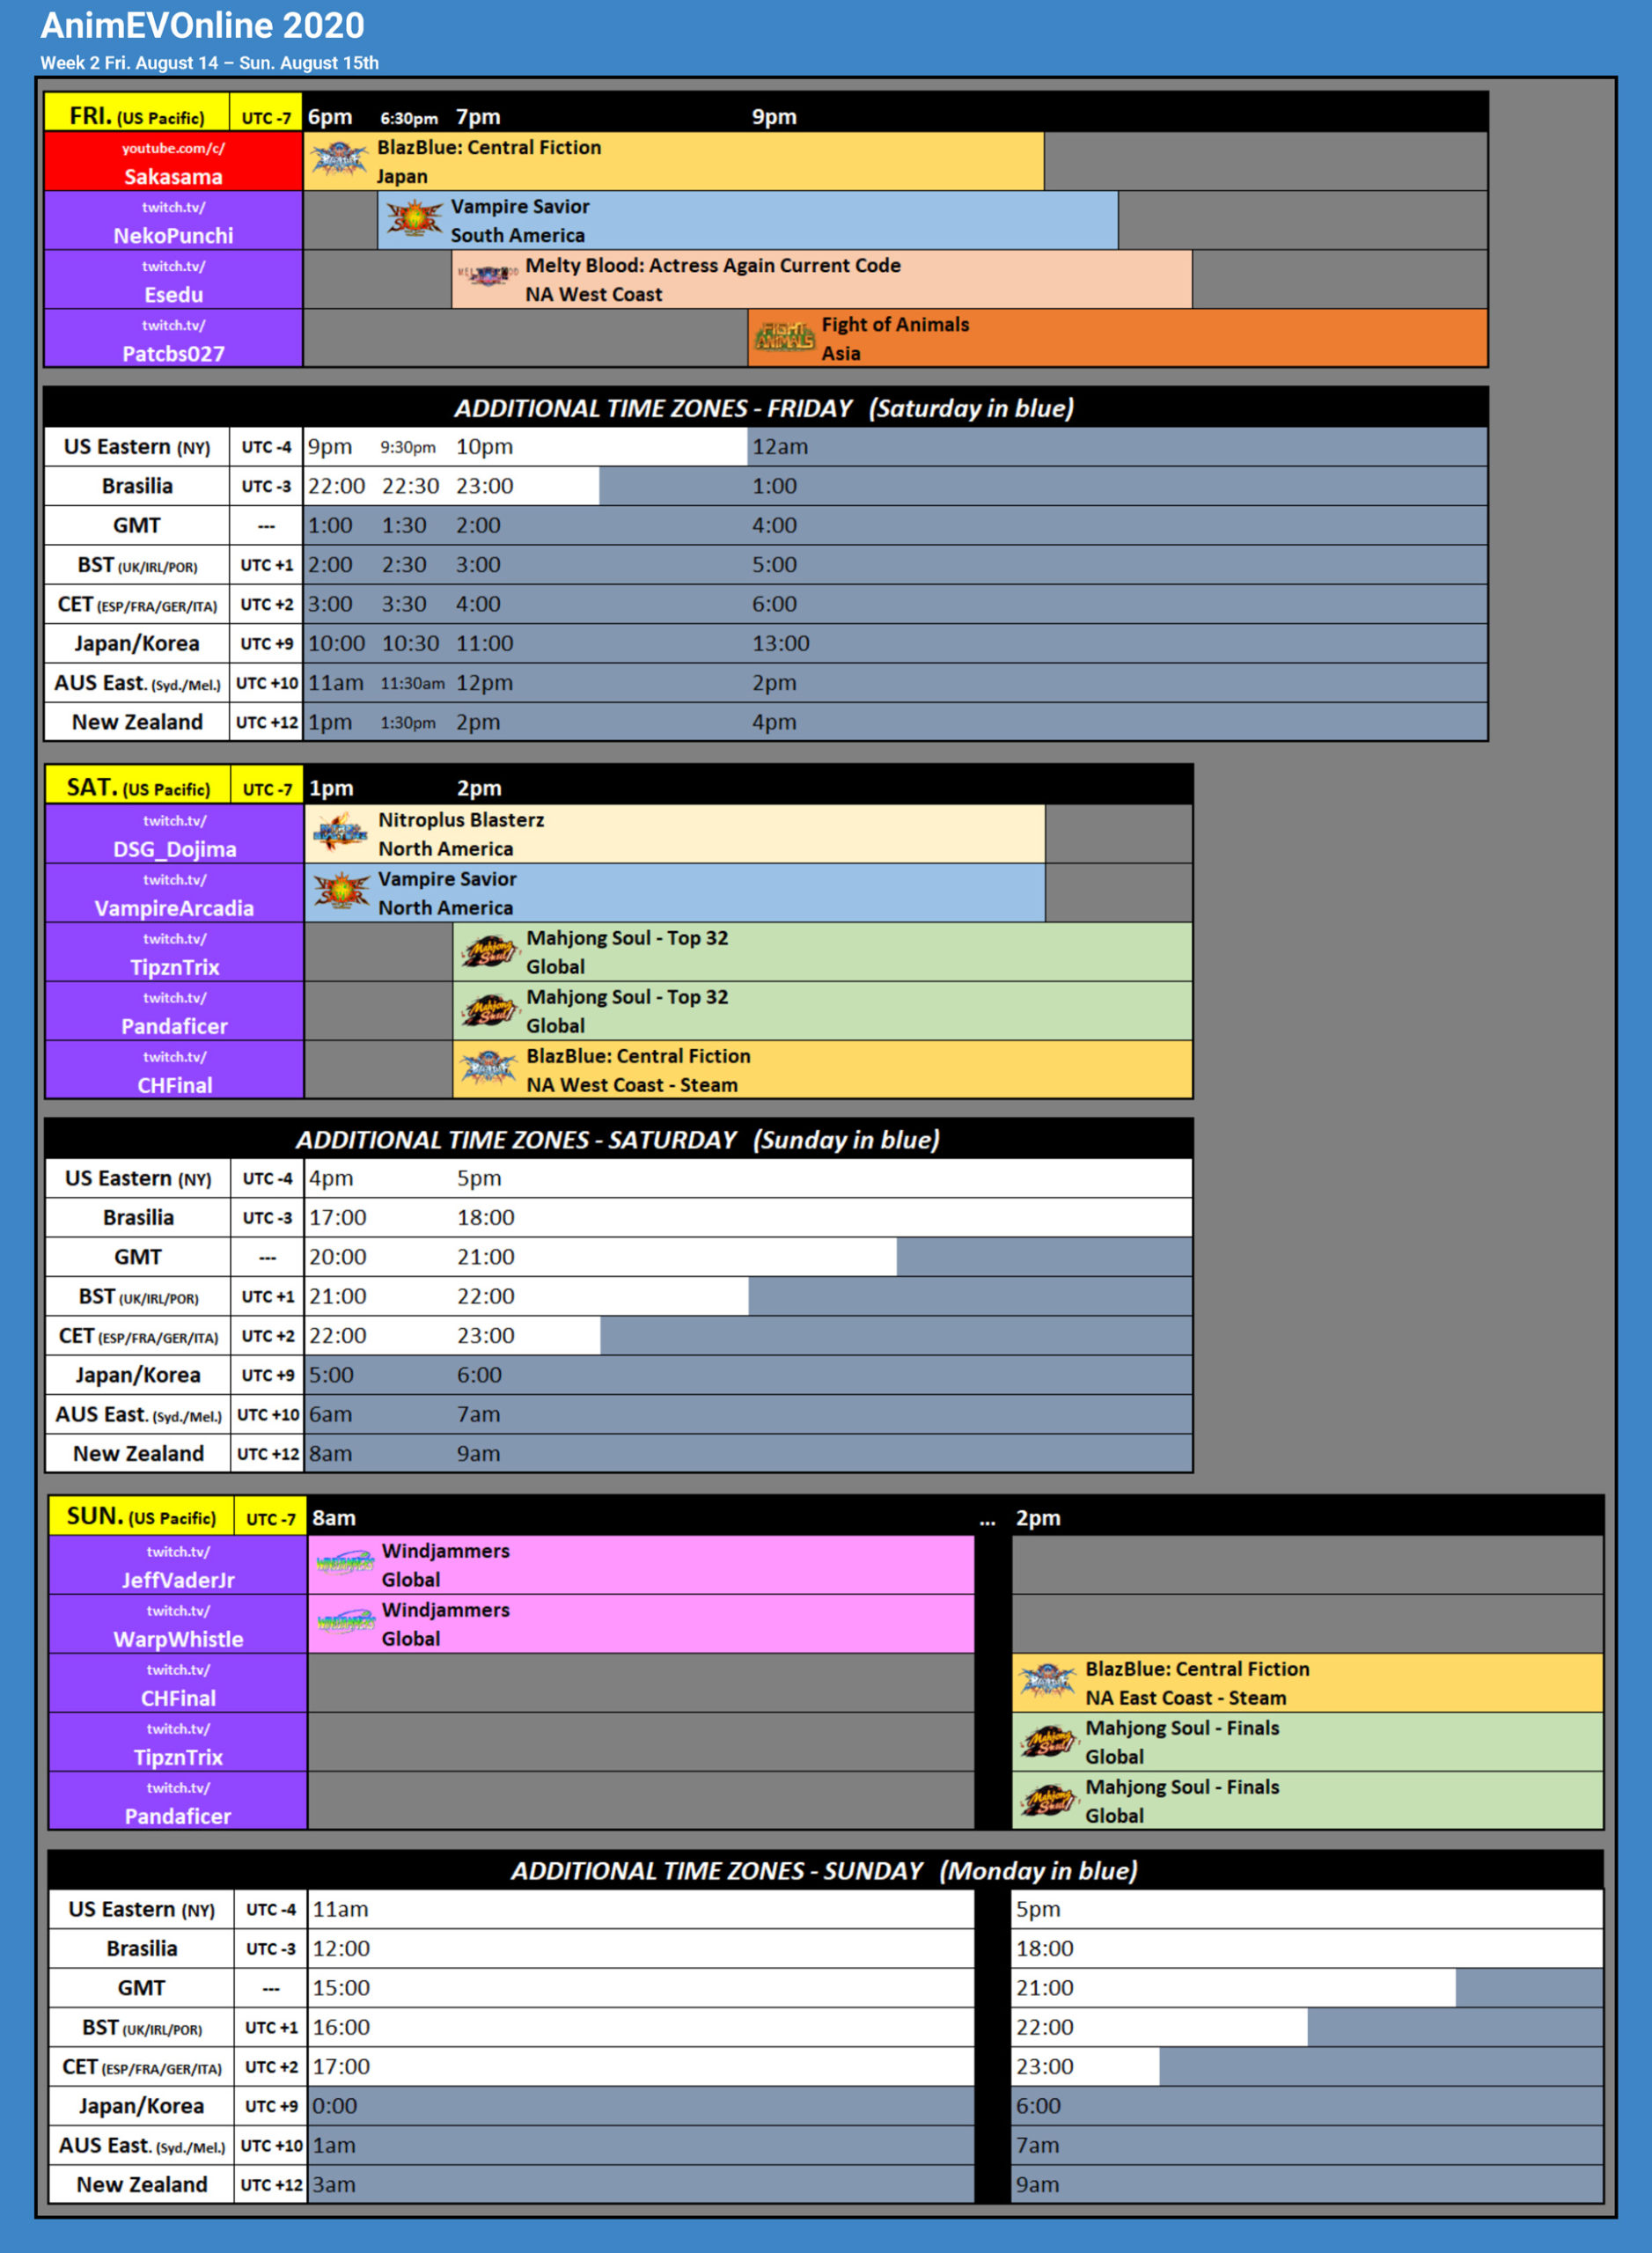 AnimEVOnline 2020
Week 2 Fri. August 14 – Sun. August 15th
FRI. (US Pacific) UTC -7 6pm 6:30pm 7pm 9pm
youtube.com/c/
Sakasama
BlazBlue: Central Fiction
Japan
twitch.tv/
NekoPunchi
Vampire Savior
South America
twitch.tv/
Esedu
Melty Blood: Actress Again Current Code
NA West Coast
twitch.tv/
Patcbs027
FIGHT
ANIMALS
Fight of Animals
Asia
ADDITIONAL TIME ZONES - FRIDAY (Saturday in blue)
US Eastern (NY) UTC -4 9pm 9:30pm 10pm 12am
Brasilia UTC -3 22:00 22:30 23:00 1:00
GMT --- 1:00 1:30 2:00 4:00
BST (UK/IRL/POR) UTC +1 2:00 2:30 3:00 5:00
CET (ESP/FRA/GER/ITA) UTC +2 3:00 3:30 4:00 6:00
Japan/Korea UTC +9 10:00 10:30 11:00 13:00
AUS East. (Syd./Mel.) UTC +10 11am 11:30am 12pm 2pm
New Zealand UTC +12 1pm 1:30pm 2pm 4pm
SAT. (US Pacific) UTC -7 1pm 2pm
twitch.tv/
DSG_Dojima
Nitroplus Blasterz
North America
twitch.tv/
VampireArcadia
Vampire Savior
North America
twitch.tv/
TipznTrix
Mahjong Soul
Mahjong Soul - Top 32
Global
twitch.tv/
Pandaficer
Mahjong Soul
Mahjong Soul - Top 32
Global
twitch.tv/
CHFinal
BlazBlue: Central Fiction
NA West Coast - Steam
ADDITIONAL TIME ZONES - SATURDAY (Sunday in blue)
US Eastern (NY) UTC -4 4pm 5pm
Brasilia UTC -3 17:00 18:00
GMT --- 20:00 21:00
BST (UK/IRL/POR) UTC +1 21:00 22:00
CET (ESP/FRA/GER/ITA) UTC +2 22:00 23:00
Japan/Korea UTC +9 5:00 6:00
AUS East. (Syd./Mel.) UTC +10 6am 7am
New Zealand UTC +12 8am 9am
SUN. (US Pacific) UTC -7 8am ... 2pm
twitch.tv/
JeffVaderJr
Windjammers
Global
twitch.tv/
WarpWhistle
Windjammers
Global
twitch.tv/
CHFinal
BlazBlue: Central Fiction
NA East Coast - Steam
twitch.tv/
TipznTrix
Mahjong Soul
Mahjong Soul - Finals
Global
twitch.tv/
Pandaficer
Mahjong Soul
Mahjong Soul - Finals
Global
ADDITIONAL TIME ZONES - SUNDAY (Monday in blue)
US Eastern (NY) UTC -4 11am 5pm
Brasilia UTC -3 12:00 18:00
GMT --- 15:00 21:00
BST (UK/IRL/POR) UTC +1 16:00 22:00
CET (ESP/FRA/GER/ITA) UTC +2 17:00 23:00
Japan/Korea UTC +9 0:00 6:00
AUS East. (Syd./Mel.) UTC +10 1am 7am
New Zealand UTC +12 3am 9am